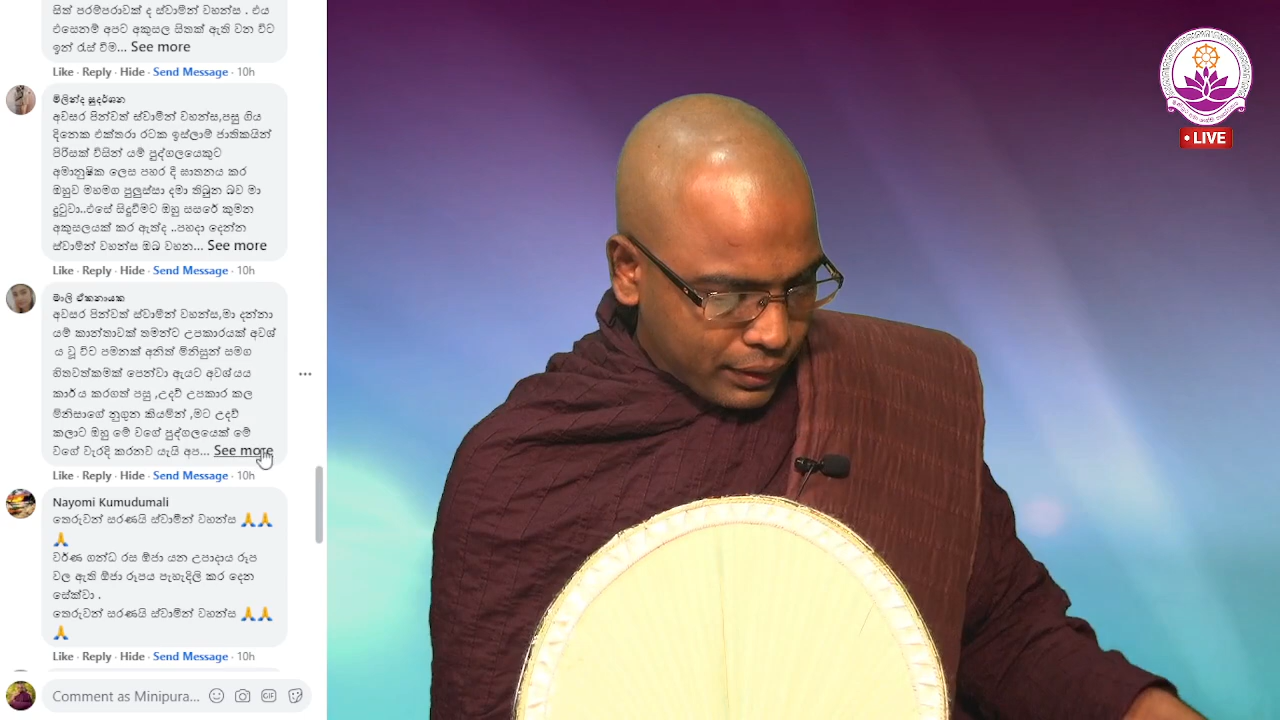 සිත් පරම්පරාවක් ද ස්වාමීන් වහන්ස . එය
එසෙනම් අපට අකුසල සිතක් ඇති වන විට
ඉන් රැස් වීම... See more
Like · Reply · Hide · Send Message · 10h
මිලින්ද සුදර්ශන
අවසර පින්වත් ස්වාමීන් වහන්ස,පසු ගිය
දිනෙක එක්තරා රටක ඉස්ලාම් ජාතිකයින්
පිරිසක් විසින් යම් පුද්ගලයෙකුට
අමානුෂික ලෙස පහර දී ඝාතනය කර
ඔහුව මහමග පුලුස්සා දමා තිබුන බව මා
දුටුවා..එසේ සිදුවීමට ඔහු සසරේ කුමන
අකුසලයක් කර ඇත්ද ..පහදා දෙන්න
ස්වාමීන් වහන්ස ඔබ වහන... See more
Like · Reply · Hide · Send Message · 10h
මාලි ඒකනායක
අවසර පින්වත් ස්වාමීන් වහන්ස,මා දන්නා
යම් කාන්තාවක් තමන්ට උපකාරයක් අවශ්
ය වූ විට පමනක් අනිත් මිනිසුන් සමග
හිතවත්කමක් පෙන්වා ඇයට අවශ්යය
කාර්ය කරගත් පසු ,උදව් උපකාර කල
මිනිසාගේ නුගුන කියමින් ,මට උදව්
කලාට ඔහු මේ වගේ පුද්ගලයෙක් මේ
වගේ වැරදි කරනව යැයි අප... See more
Like · Reply · Hide · Send Message · 10h
Nayomi Kumudumali
තෙරුවන් සරණයි ස්වාමීන් වහන්ස 🙏🙏
🙏
වර්ණ ගන්ධ රස ඕජා යන උපාදාය රූප
වල ඇති ඕජා රූපය පැහැදිලි කර දෙන
සේක්වා .
තෙරුවන් සරණයි ස්වාමීන් වහන්ස 🙏🙏
🙏
Like · Reply · Hide · Send Message · 10h
Comment as Minipura...
GIF
LIVE